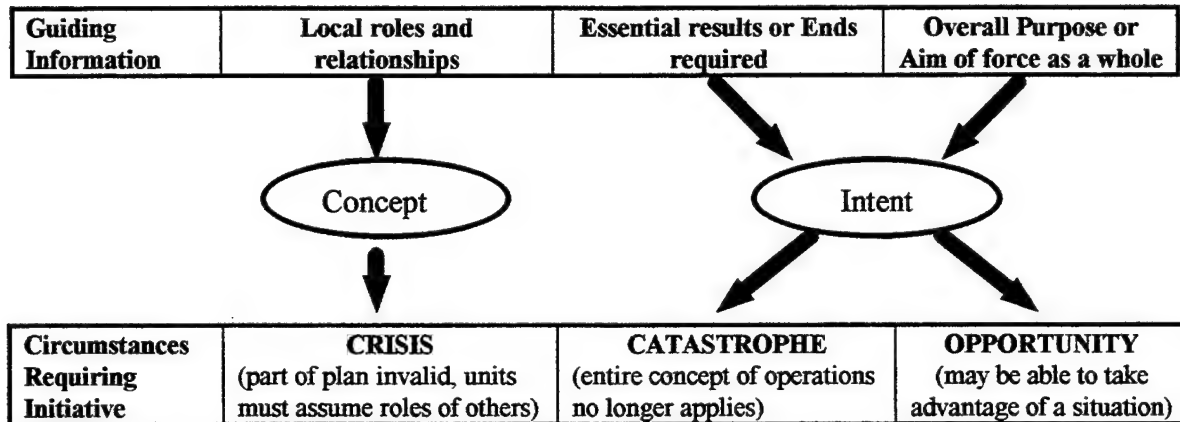 Guiding Information
Local roles and relationships
Essential results or Ends required
Overall Purpose or Aim of force as a whole
Concept
Intent
Circumstances Requiring Initiative
CRISIS
(part of plan invalid, units must assume roles of others)
CATASTROPHE
(entire concept of operations no longer applies)
OPPORTUNITY
(may be able to take advantage of a situation)